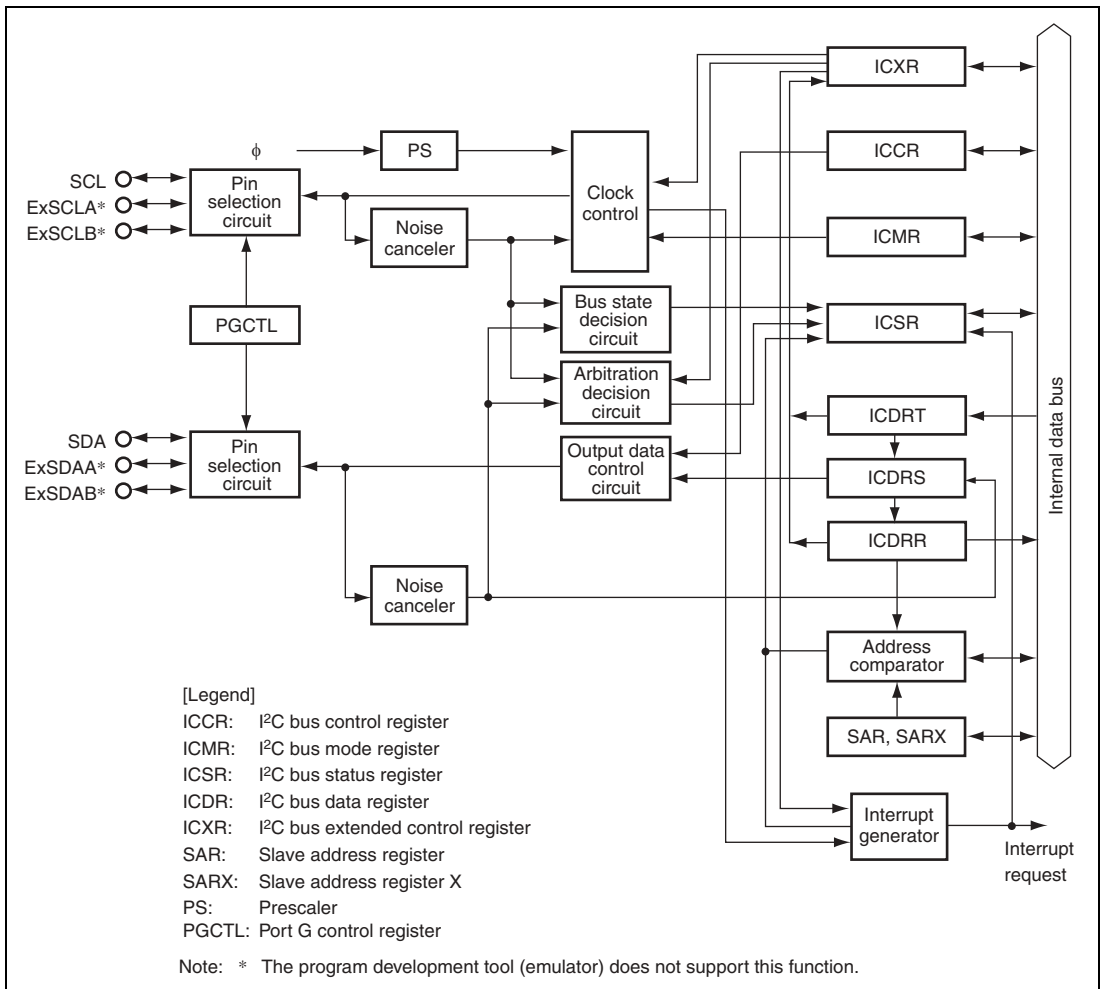 ICXR
φ
PS
ICCR
SCL
ExSCLA*
ExSCLB*
Pin
selection
circuit
Clock
control
Noise
canceler
ICMR
PGCTL
Bus state
decision
circuit
ICSR
Arbitration
decision
circuit
Internal data bus
SDA
ExSDAA*
ExSDAB*
Pin
selection
circuit
Output data
control
circuit
ICDRT
ICDRS
ICDRR
Noise
canceler
Address
comparator
SAR, SARX
Interrupt
generator
Interrupt
request
[Legend]
ICCR: I²C bus control register
ICMR: I²C bus mode register
ICSR: I²C bus status register
ICDR: I²C bus data register
ICXR: I²C bus extended control register
SAR: Slave address register
SARX: Slave address register X
PS: Prescaler
PGCTL: Port G control register
Note: * The program development tool (emulator) does not support this function.